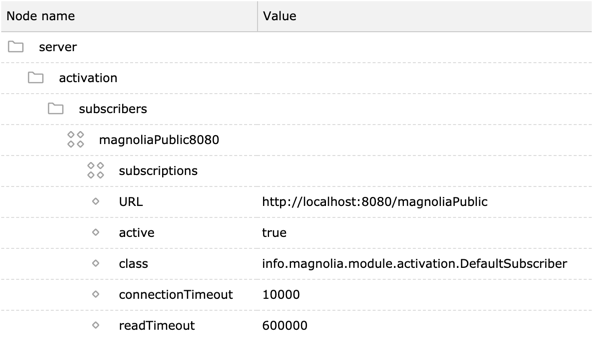 Node name Value
server
activation
subscribers
magnoliaPublic8080
subscriptions
URL http://localhost:8080/magnoliaPublic
active true
class info.magnolia.module.activation.DefaultSubscriber
connectionTimeout 10000
readTimeout 600000